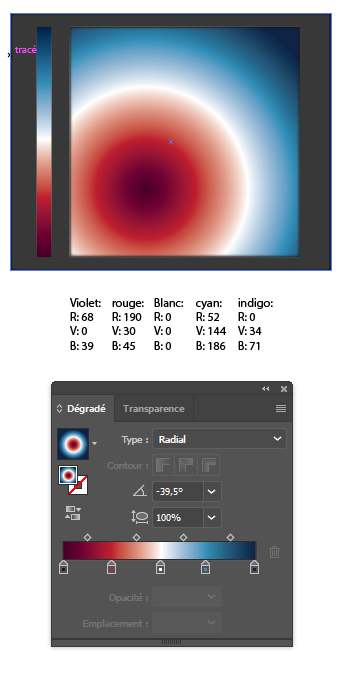 tracé
Violet: rouge: Blanc: cyan: indigo:
R: 68 R: 190 R: 0 R: 52 R: 0
V: 0 V: 30 V: 0 V: 144 V: 34
B: 39 B: 45 B: 0 B: 186 B: 71
Dégradé Transparence
Type : Radial
Contour :
-39,5°
100%
Opacité :
Emplacement :